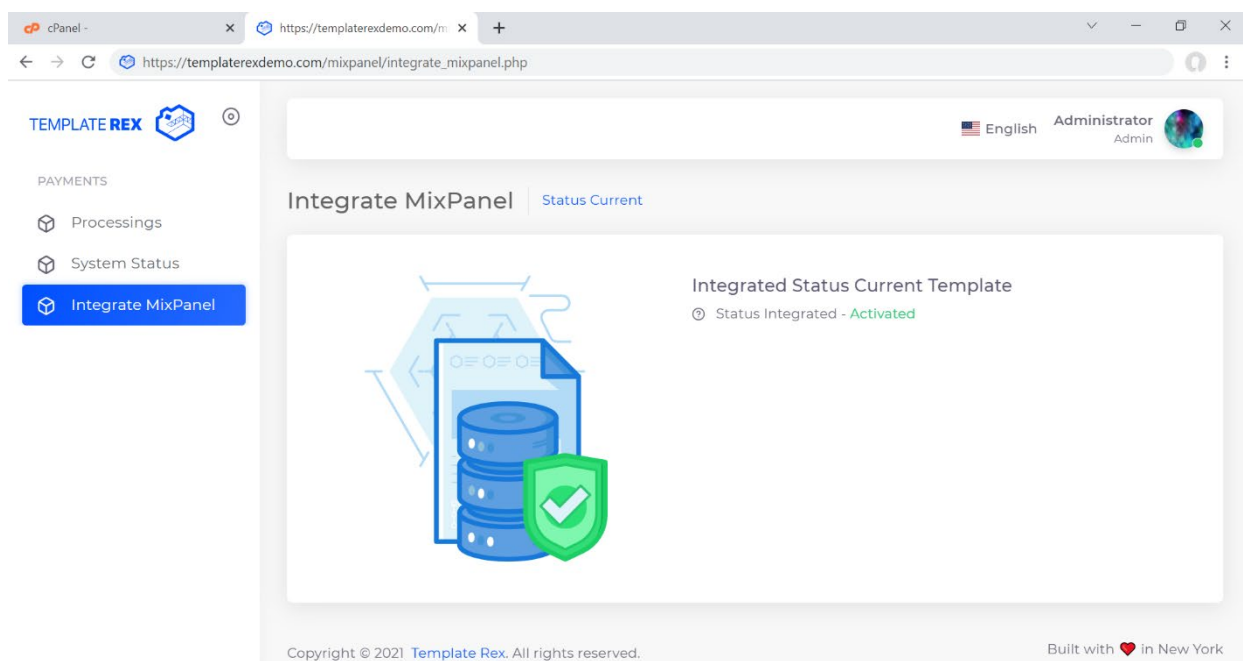 cPanel -
https://templaterexdemo.com/m
https://templaterexdemo.com/mixpanel/integrate_mixpanel.php
TEMPLATE REX
English
Administrator
Admin
PAYMENTS
Processings
System Status
Integrate MixPanel
Integrate MixPanel
Status Current
Integrated Status Current Template
Status Integrated - Activated
Copyright © 2021 Template Rex. All rights reserved.
Built with ❤ in New York